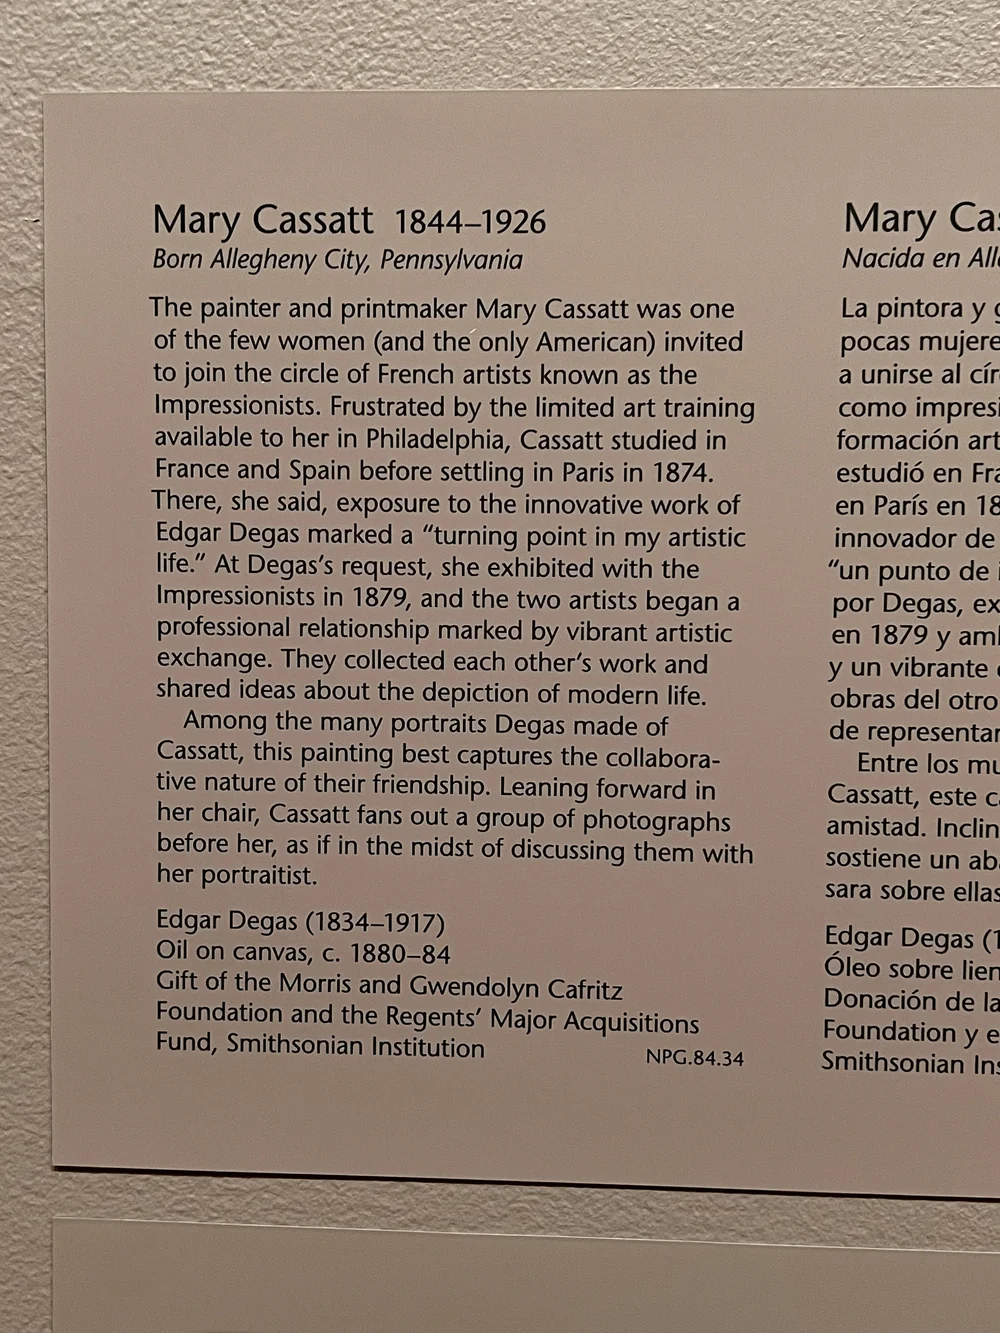 Mary Cassatt 1844–1926
Born Allegheny City, Pennsylvania
The painter and printmaker Mary Cassatt was one
of the few women (and the only American) invited
to join the circle of French artists known as the
Impressionists. Frustrated by the limited art training
available to her in Philadelphia, Cassatt studied in
France and Spain before settling in Paris in 1874.
There, she said, exposure to the innovative work of
Edgar Degas marked a “turning point in my artistic
life.” At Degas’s request, she exhibited with the
Impressionists in 1879, and the two artists began a
professional relationship marked by vibrant artistic
exchange. They collected each other’s work and
shared ideas about the depiction of modern life.
Among the many portraits Degas made of
Cassatt, this painting best captures the collabora-
tive nature of their friendship. Leaning forward in
her chair, Cassatt fans out a group of photographs
before her, as if in the midst of discussing them with
her portraitist.
Edgar Degas (1834–1917)
Oil on canvas, c. 1880–84
Gift of the Morris and Gwendolyn Cafritz
Foundation and the Regents’ Major Acquisitions
Fund, Smithsonian Institution
NPG.84.34
Mary
Nacida en
La pintora y
pocas
a unirse al
como
formación
estudió en
en París en
innovador de
“un punto de
por Degas,
en 1879 y
y un vibrante
obras del otro
de
Entre los
Cassatt, este
amistad.
sostiene un
sara sobre ellas
Edgar Degas
Óleo sobre
Donación de la
Foundation y
Smithsonian